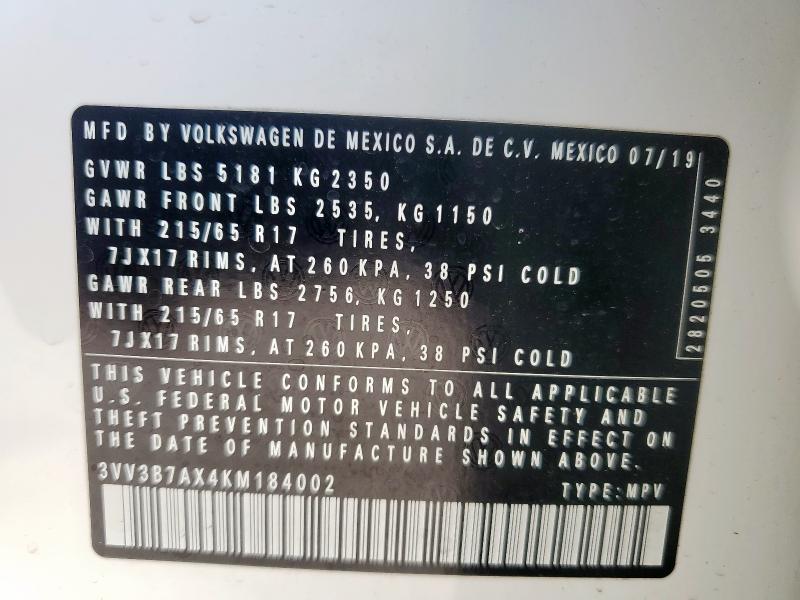 MFD BY VOLKSWAGEN DE MEXICO S.A. DE C.V. MEXICO 07/19
GVWR LBS 5181 KG 2350
GAWR FRONT LBS 2535, KG 1150
WITH 215/65 R17 TIRES,
7JX17 RIMS, AT 260 KPA, 38 PSI COLD
GAWR REAR LBS 2756, KG 1250
WITH 215/65 R17 TIRES,
7JX17 RIMS, AT 260 KPA, 38 PSI COLD
2820505 3440
THIS VEHICLE CONFORMS TO ALL APPLICABLE
U.S. FEDERAL MOTOR VEHICLE SAFETY AND
THEFT PREVENTION STANDARDS IN EFFECT ON
THE DATE OF MANUFACTURE SHOWN ABOVE.
3VV3B7AX4KM184002 TYPE: MPV